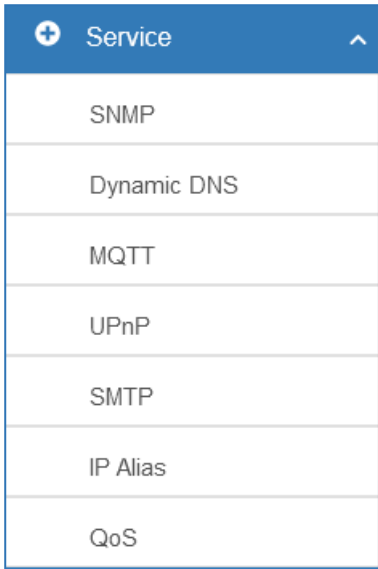 Service
SNMP
Dynamic DNS
MQTT
UPnP
SMTP
IP Alias
QoS